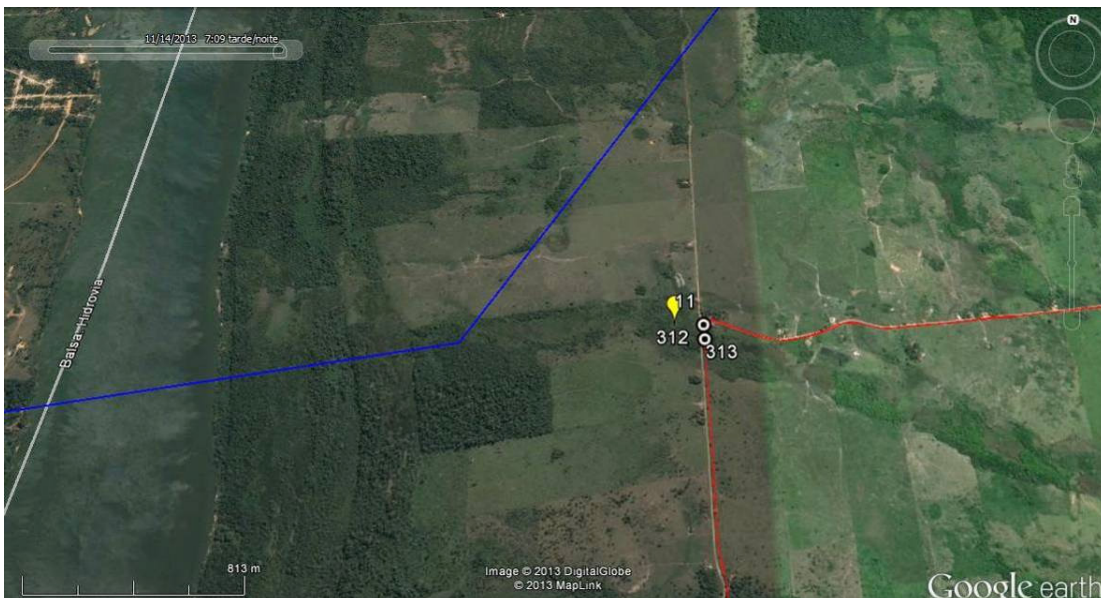 11/14/2013 7:09 tarde/noite
N
Balsa-Hidrovia
11
312
313
813 m
Image © 2013 DigitalGlobe
© 2013 MapLink
Google earth